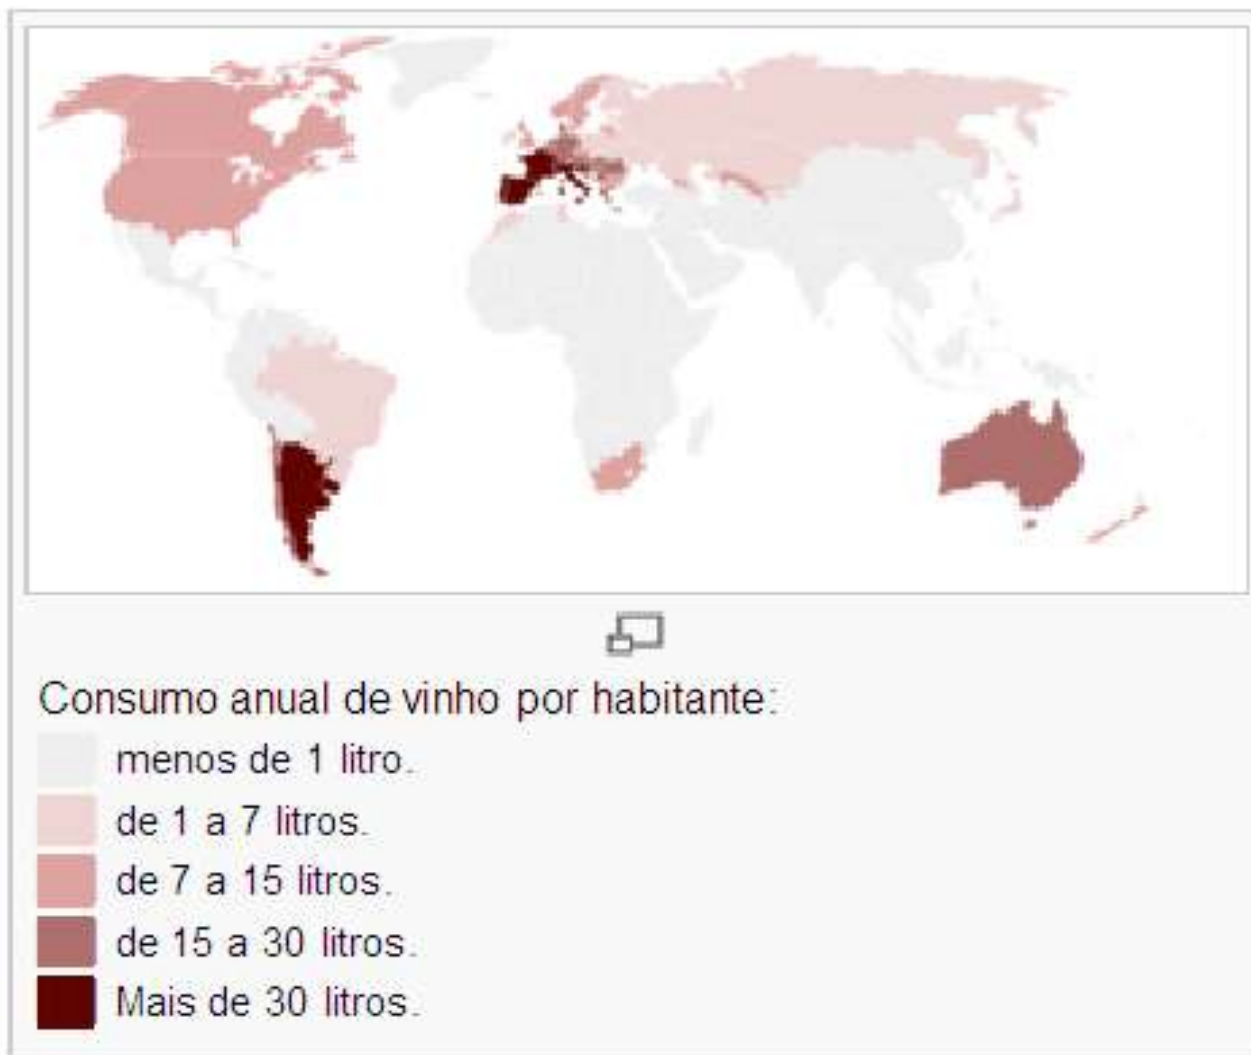 Consumo anual de vinho por habitante:
menos de 1 litro.
de 1 a 7 litros.
de 7 a 15 litros.
de 15 a 30 litros.
Mais de 30 litros.